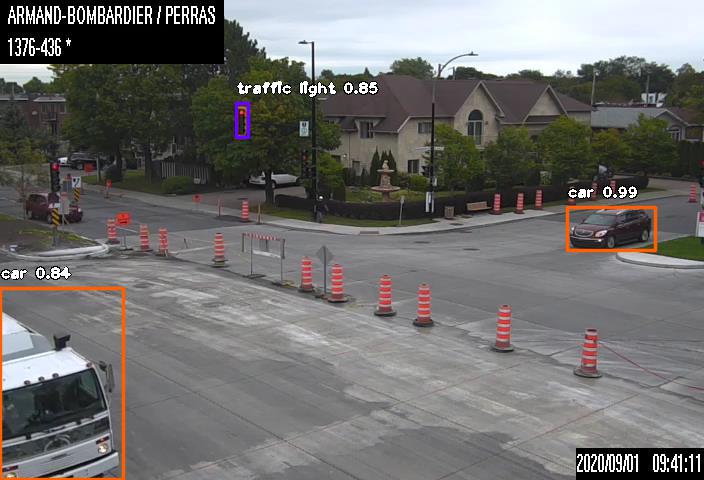 ARMAND-BOMBARDIER / PERRAS
1376-436 *
traffic light 0.85
car 0.99
car 0.84
2020/09/01 09:41:11